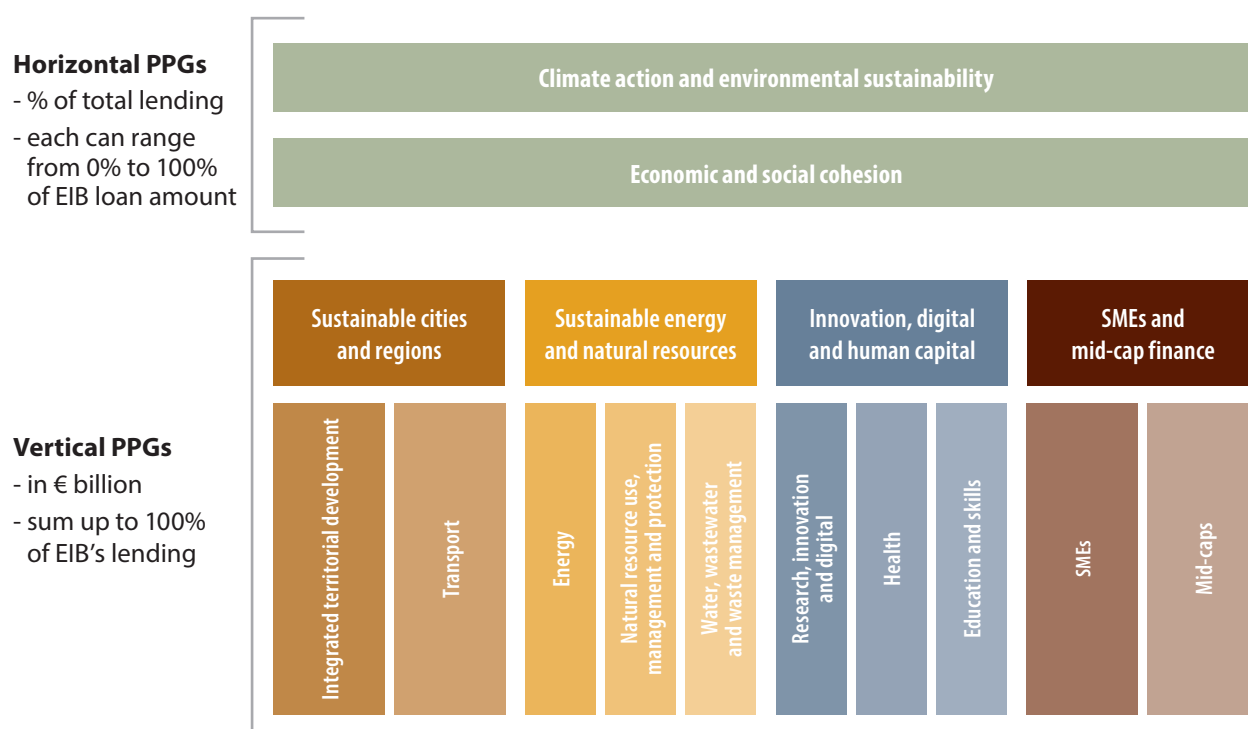 Horizontal PPGs
- % of total lending
- each can range
from 0% to 100%
of EIB loan amount
Climate action and environmental sustainability
Economic and social cohesion
Vertical PPGs
- in € billion
- sum up to 100%
of EIB's lending
Sustainable cities
and regions
Sustainable energy
and natural resources
Innovation, digital
and human capital
SMEs and
mid-cap finance
Integrated territorial development
Transport
Energy
Natural resource use,
management and protection
Water, wastewater
and waste management
Research, innovation
and digital
Health
Education and skills
SMEs
Mid-caps